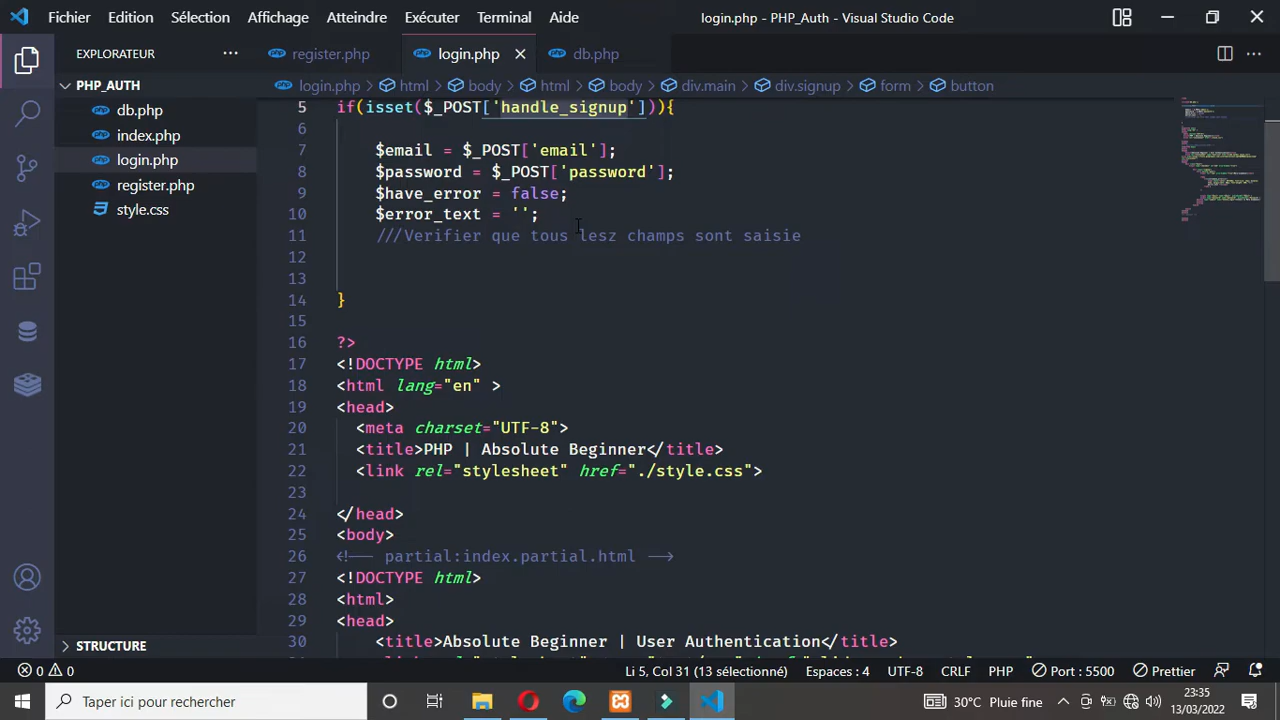 Fichier Edition Sélection Affichage Atteindre Exécuter Terminal Aide login.php - PHP_Auth - Visual Studio Code
EXPLORATEUR
register.php login.php db.php
PHP_AUTH
db.php
index.php
login.php
register.php
style.css
STRUCTURE
login.php > html > body > html > body > div.main > div.signup > form > button
5 if(isset($_POST['handle_signup'])){
6
7 $email = $_POST['email'];
8 $password = $_POST['password'];
9 $have_error = false;
10 $error_text = '';
11 ///Verifier que tous lesz champs sont saisie
12
13
14 }
15
16 ?>
17 <!DOCTYPE html>
18 <html lang="en" >
19 <head>
20 <meta charset="UTF-8">
21 <title>PHP | Absolute Beginner</title>
22 <link rel="stylesheet" href="./style.css">
23
24 </head>
25 <body>
26 <!-- partial:index.partial.html -->
27 <!DOCTYPE html>
28 <html>
29 <head>
30 <title>Absolute Beginner | User Authentication</title>
0 0 Li 5, Col 31 (13 sélectionné) Espaces : 4 UTF-8 CRLF PHP Port : 5500 Prettier
Taper ici pour rechercher 30°C Pluie fine 23:35
13/03/2022